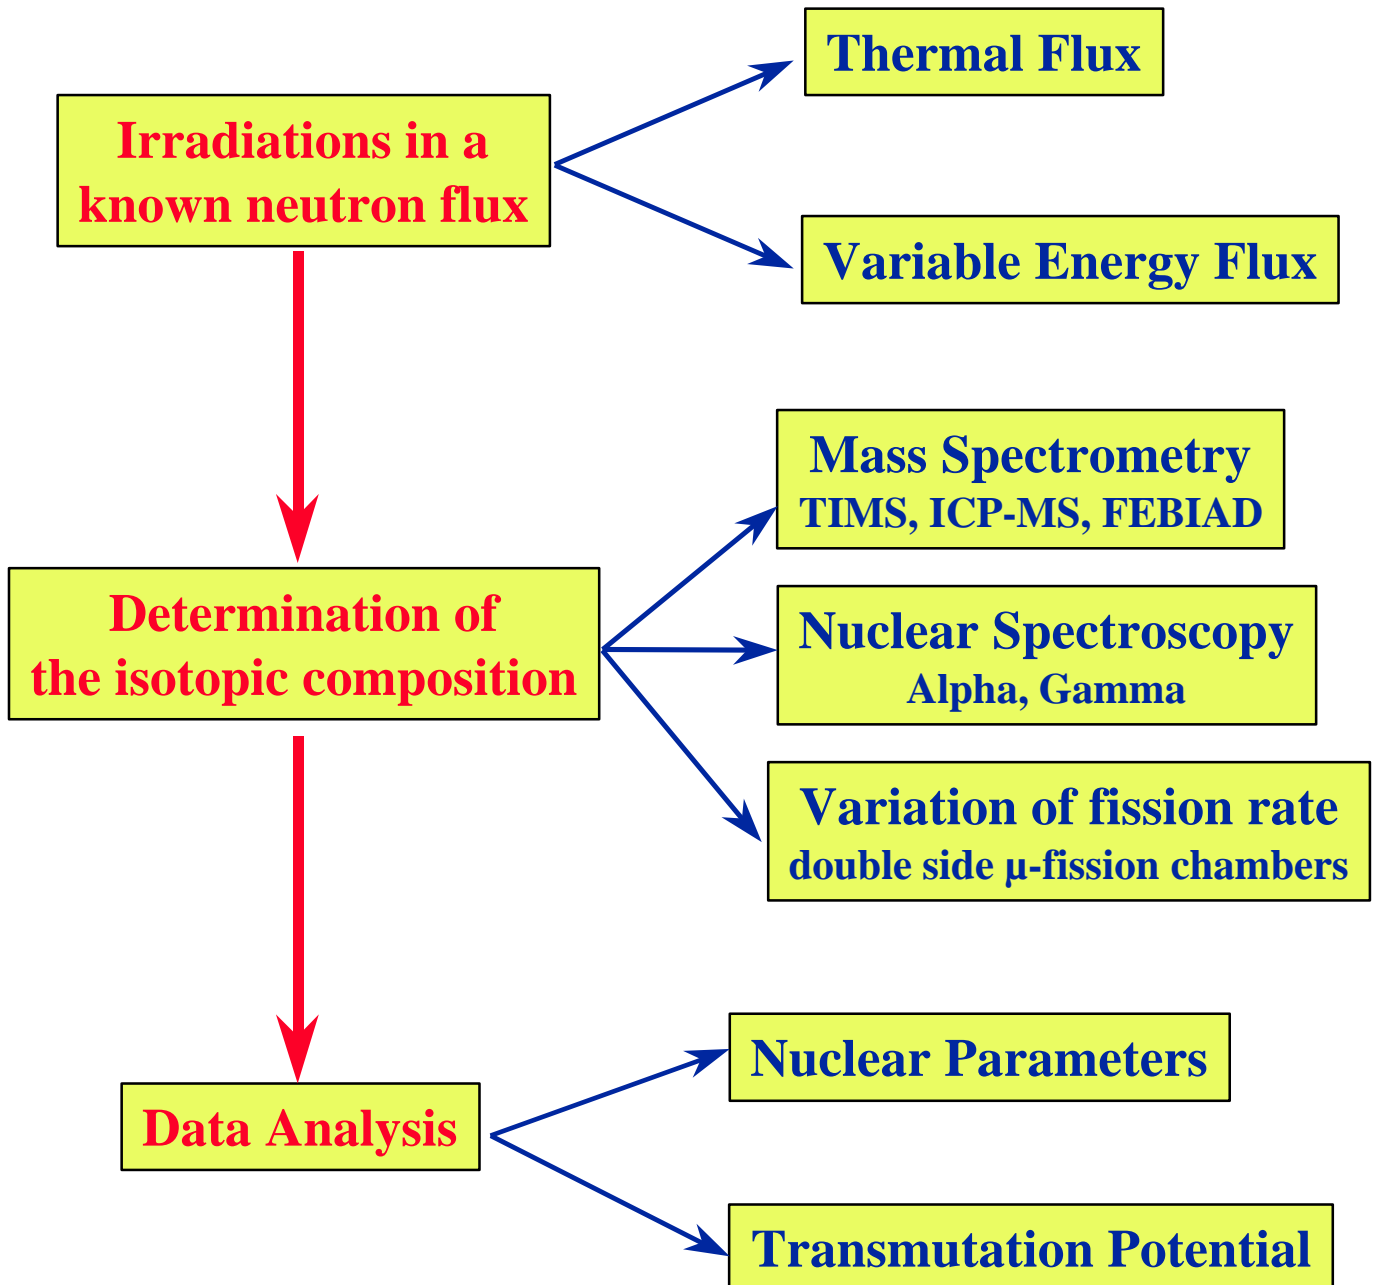 Thermal Flux
Irradiations in a
known neutron flux
Variable Energy Flux
Mass Spectrometry
TIMS, ICP-MS, FEBIAD
Determination of
the isotopic composition
Nuclear Spectroscopy
Alpha, Gamma
Variation of fission rate
double side µ-fission chambers
Nuclear Parameters
Data Analysis
Transmutation Potential